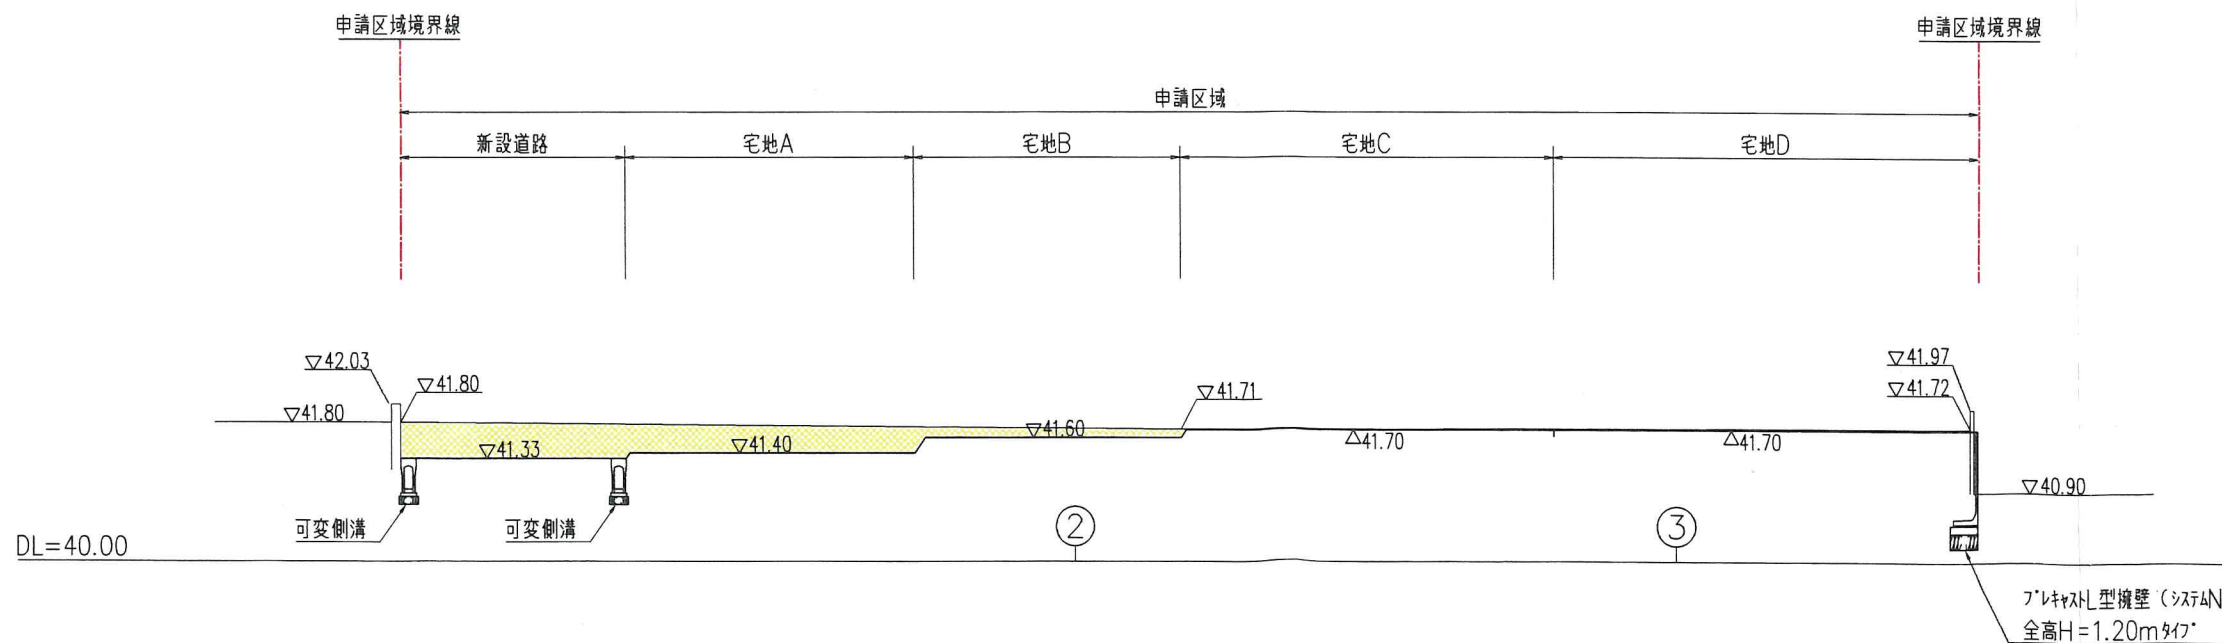 申請区域境界線
申請区域境界線
申請区域
新設道路
宅地A
宅地B
宅地C
宅地D
▽42.03
▽41.80
▽41.80
▽41.71
▽41.97
▽41.72
▽41.33
▽41.40
▽41.60
△41.70
△41.70
▽40.90
可変側溝
可変側溝
②
③
DL=40.00
プレキャストL型擁壁（システムN
全高H=1.20mタイプ